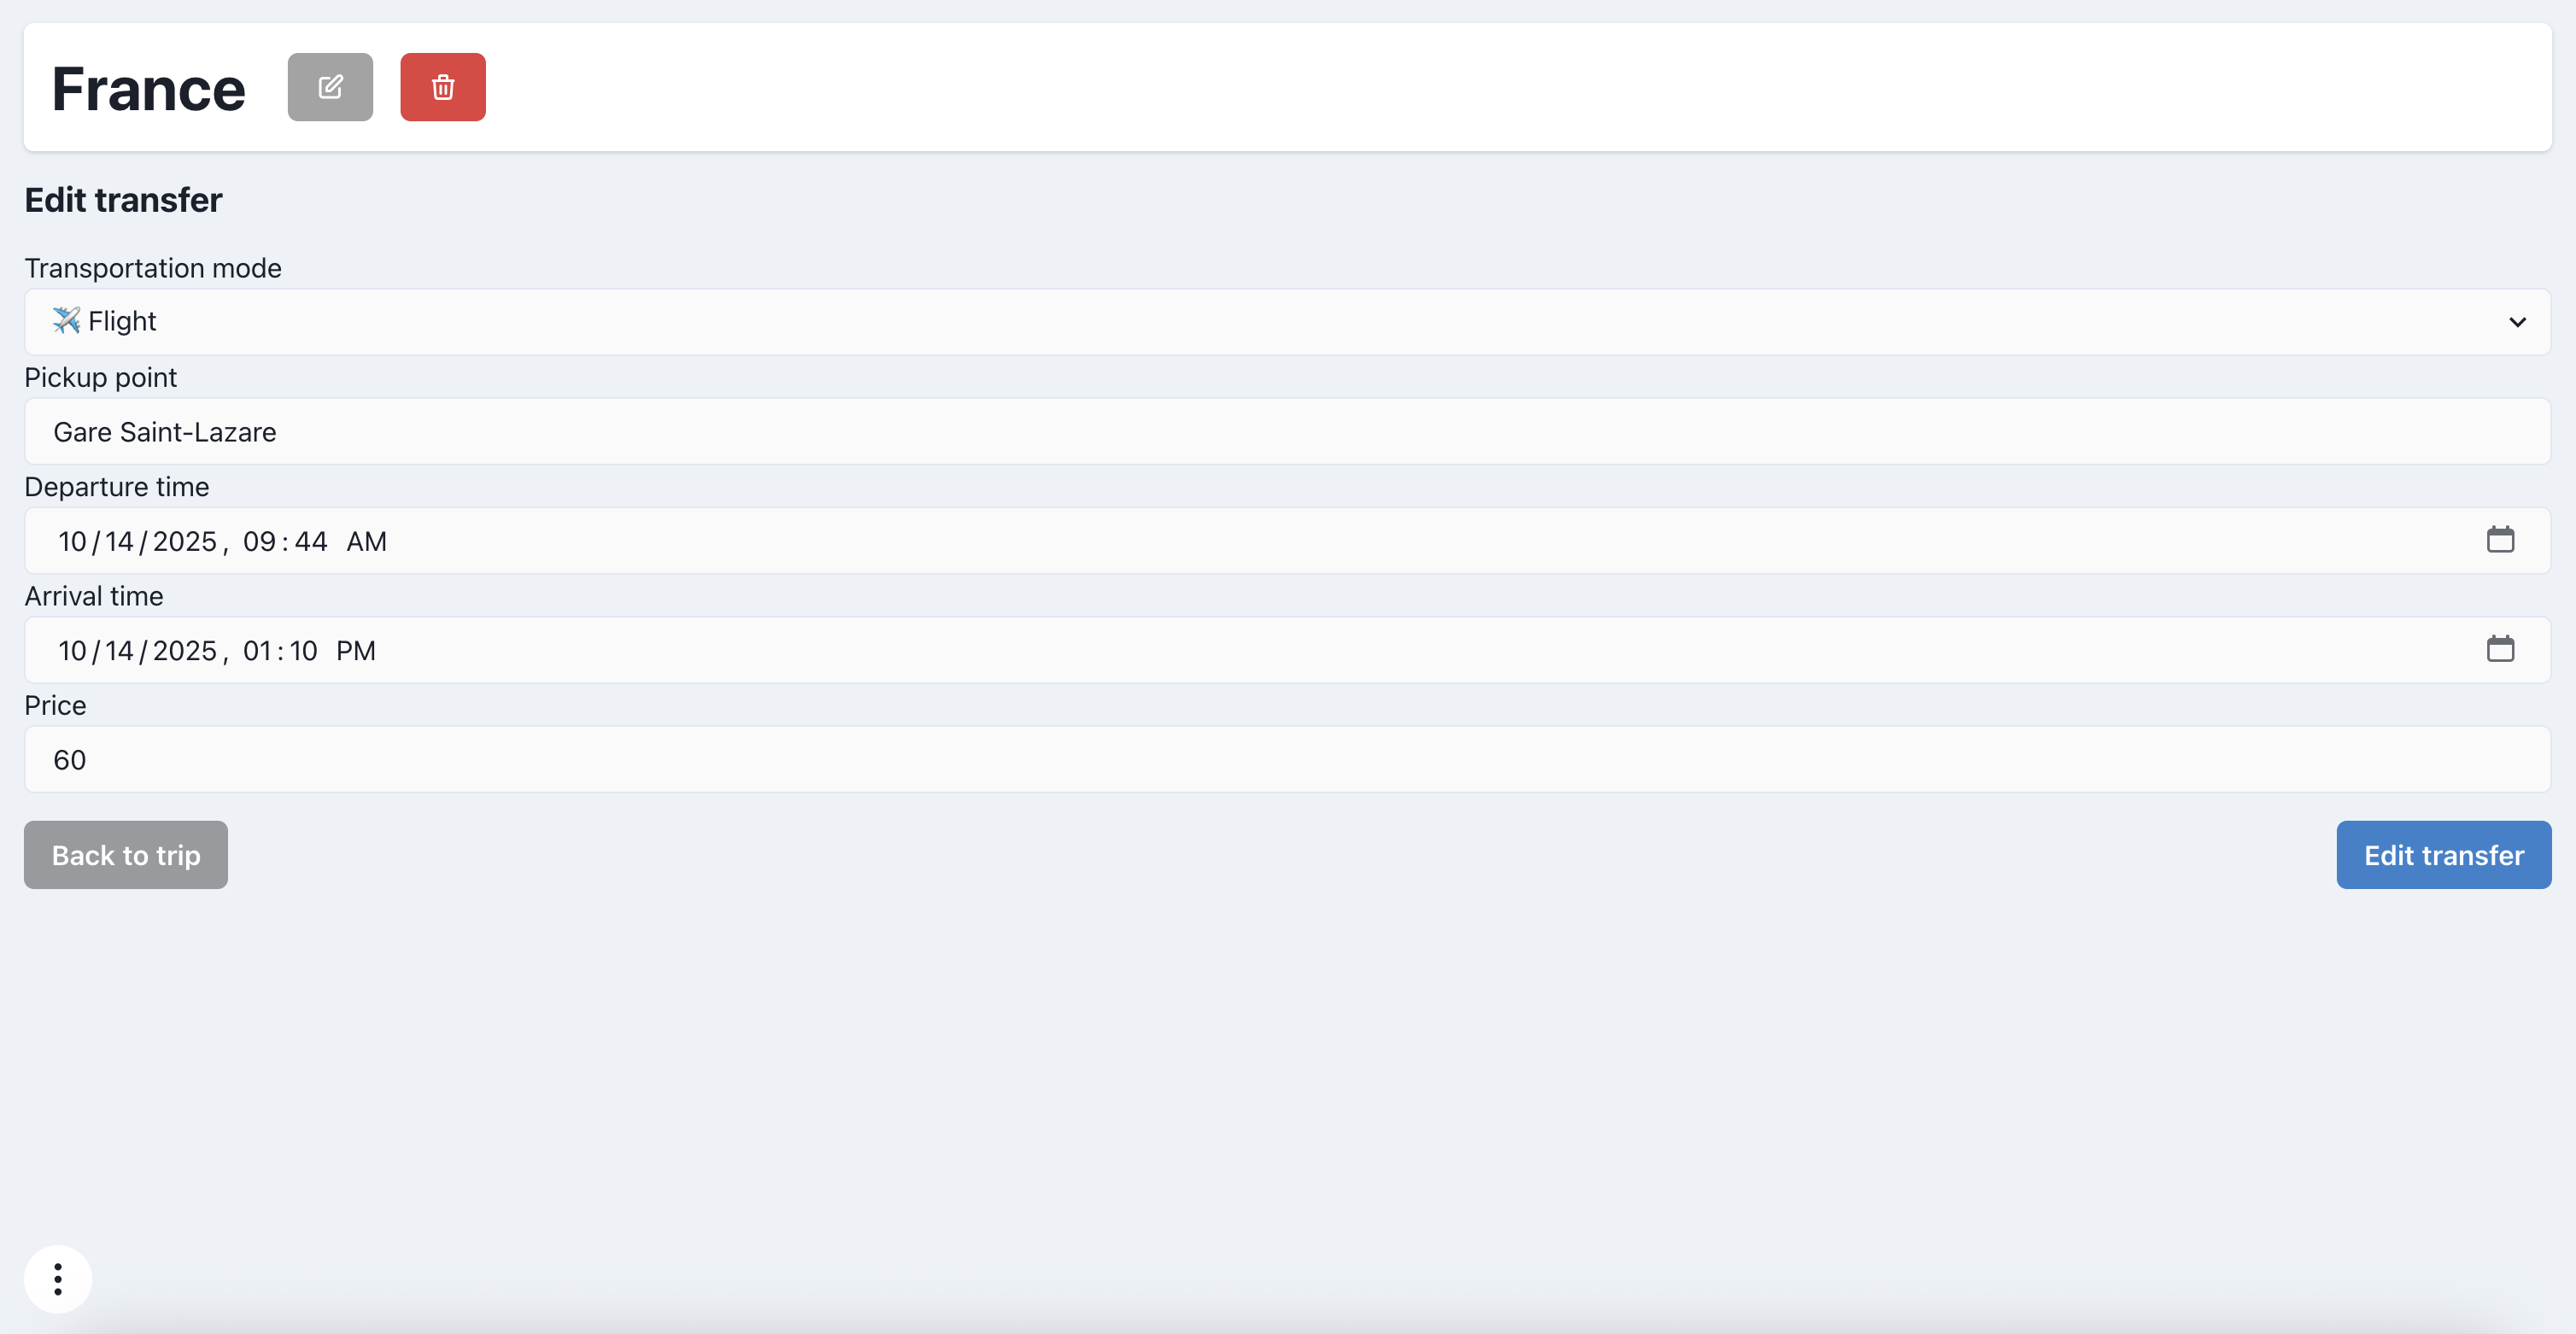 France
Edit transfer
Transportation mode
✈️ Flight
Pickup point
Gare Saint-Lazare
Departure time
10/14/2025, 09:44 AM
Arrival time
10/14/2025, 01:10 PM
Price
60
Back to trip
Edit transfer